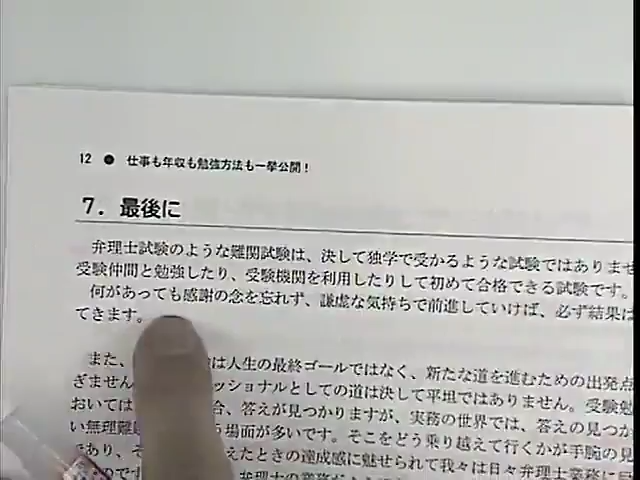 12 ● 仕事も年収も勉強方法も一挙公開！
7．最後に
弁理士試験のような難関試験は、決して独学で受かるような試験ではありませ
受験仲間と勉強したり、受験機関を利用したりして初めて合格できる試験です。
何があっても感謝の念を忘れず、謙虚な気持ちで前進していけば、必ず結果は
てきます。
また、 は人生の最終ゴールではなく、新たな道を進むための出発点
ぎません ッショナルとしての道は決して平坦ではありません。受験勉
おいては 合、答えが見つかりますが、実務の世界では、答えの見つか
い無理難 う場面が多いです。そこをどう乗り越えて行くかが手腕の見
であり、そ えたときの達成感に魅せられて我々は日々弁理士業務に
のです 弁理士の業務